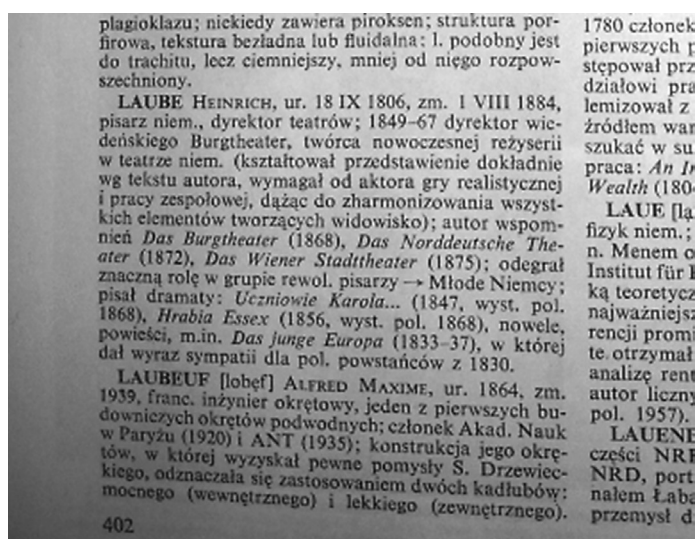 plagioklazu; niekiedy zawiera piroksen; struktura por-
firowa, tekstura bezładna lub fluidalna; l. podobny jest
do trachitu, lecz ciemniejszy, mniej od niego rozpow-
szechniony.
LAUBE HEINRICH, ur. 18 IX 1806, zm. 1 VIII 1884,
pisarz niem., dyrektor teatrów; 1849–67 dyrektor wie-
deńskiego Burgtheater, twórca nowoczesnej reżyserii
w teatrze niem. (kształtował przedstawienie dokładnie
wg tekstu autora, wymagał od aktora gry realistycznej
i pracy zespołowej, dążąc do zharmonizowania wszyst-
kich elementów tworzących widowisko); autor wspom-
nień Das Burgtheater (1868), Das Norddeutsche The-
ater (1872), Das Wiener Stadttheater (1875); odegrał
znaczną rolę w grupie rewol. pisarzy → Młode Niemcy;
pisał dramaty: Uczniowie Karola... (1847, wyst. pol.
1868), Hrabia Essex (1856, wyst. pol. 1868), nowele,
powieści, m.in. Das junge Europa (1833–37), w której
dał wyraz sympatii dla pol. powstańców z 1830.
LAUBEUF [lobęf] ALFRED MAXIME, ur. 1864, zm.
1939, franc. inżynier okrętowy, jeden z pierwszych bu-
downiczych okrętów podwodnych; członek Akad. Nauk
w Paryżu (1920) i ANT (1935); konstrukcja jego okrę-
tów, w której wyzyskał pewne pomysły S. Drzewiec-
kiego, odznaczała się zastosowaniem dwóch kadłubów:
mocnego (wewnętrznego) i lekkiego (zewnętrznego).
402
1780 członek
pierwszych p
stępował prz
działowi pra
lemizował z
źródłem war
szukać w su
praca: An In
Wealth (180
LAUE [la
fizyk niem.;
n. Menem o
Institut für
ką teoretycz
najważniejsz
rencji promi
te. otrzymał
analizę rent
autor liczny
pol. 1957).
LAUEN
części NRF
NRD, port
nałem Łaba
przemysł d